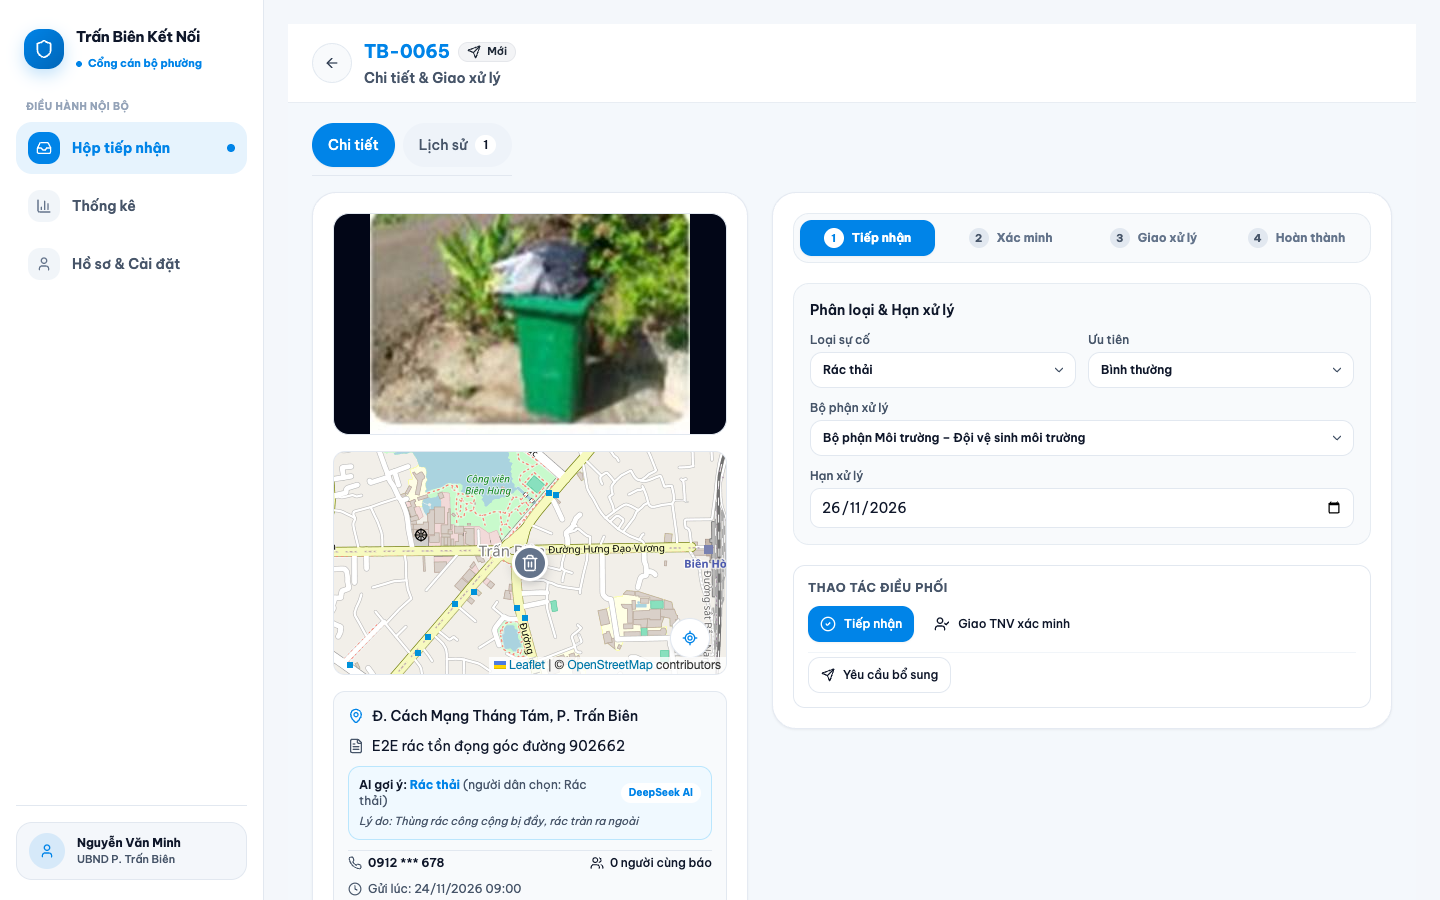 Trấn Biên Kết Nối
Cổng cán bộ phường
ĐIỀU HÀNH NỘI BỘ
Hộp tiếp nhận
Thống kê
Hồ sơ & Cài đặt
Nguyễn Văn Minh
UBND P. Trấn Biên
TB-0065
Mới
Chi tiết & Giao xử lý
Chi tiết
Lịch sử 1
Công viên
Biên Hùng
Đường Hưng Đạo Vương
Đường
Leaflet | © OpenStreetMap contributors
Đ. Cách Mạng Tháng Tám, P. Trấn Biên
E2E rác tồn đọng góc đường 902662
AI gợi ý: Rác thải (người dân chọn: Rác
thải)
DeepSeek AI
Lý do: Thùng rác công cộng bị đầy, rác tràn ra ngoài
0912 *** 678
0 người cùng báo
Gửi lúc: 24/11/2026 09:00
1 Tiếp nhận
2 Xác minh
3 Giao xử lý
4 Hoàn thành
Phân loại & Hạn xử lý
Loại sự cố
Ưu tiên
Rác thải
Bình thường
Bộ phận xử lý
Bộ phận Môi trường – Đội vệ sinh môi trường
Hạn xử lý
26/11/2026
THAO TÁC ĐIỀU PHỐI
Tiếp nhận
Giao TNV xác minh
Yêu cầu bổ sung